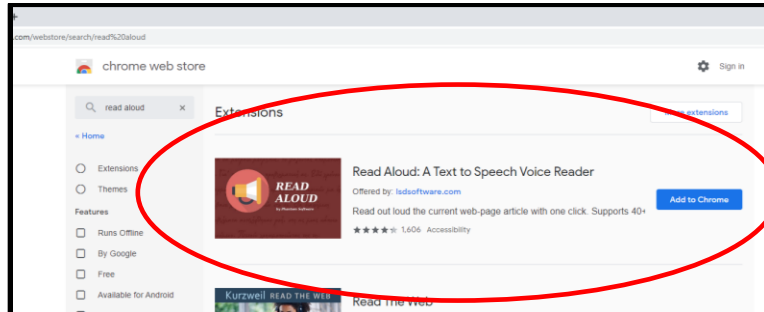 .com/webstore/search/read%20aloud
chrome web store
Sign in
read aloud ×
« Home
Extensions
Themes
Features
Runs Offline
By Google
Free
Available for Android
Extensions
More extensions
READ
ALOUD
Read Aloud: A Text to Speech Voice Reader
Offered by: lsdsoftware.com
Read out loud the current web-page article with one click. Supports 40+
1,606 Accessibility
Add to Chrome
Kurzweil READ THE WEB
Read The Web